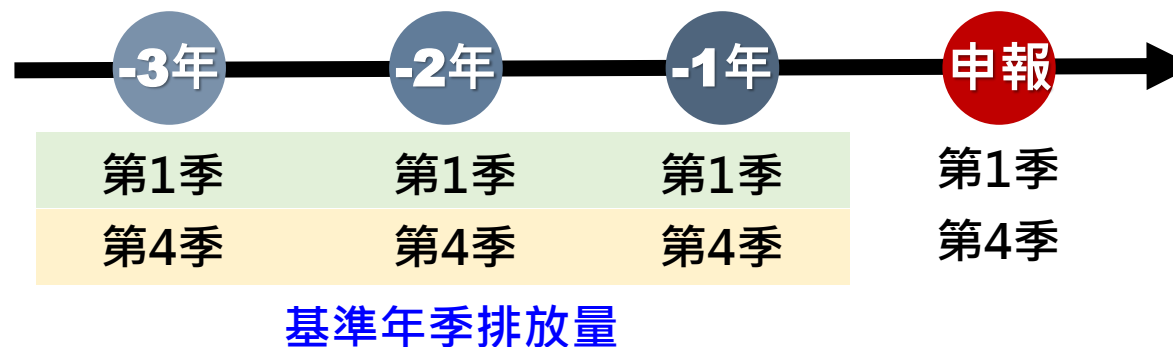 -3年 -2年 -1年 申報
第1季 第1季 第1季 第1季
第4季 第4季 第4季 第4季
基準年季排放量